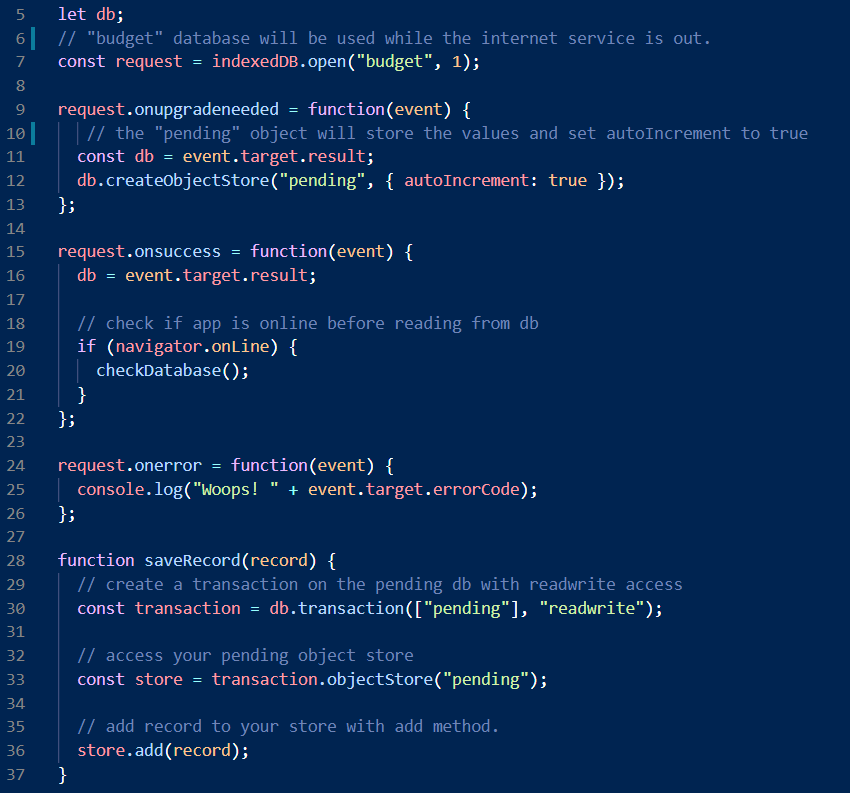 5 let db;
6 // "budget" database will be used while the internet service is out.
7 const request = indexedDB.open("budget", 1);
8
9 request.onupgradeneeded = function(event) {
10 // the "pending" object will store the values and set autoIncrement to true
11 const db = event.target.result;
12 db.createObjectStore("pending", { autoIncrement: true });
13 };
14
15 request.onsuccess = function(event) {
16 db = event.target.result;
17
18 // check if app is online before reading from db
19 if (navigator.onLine) {
20 checkDatabase();
21 }
22 };
23
24 request.onerror = function(event) {
25 console.log("Woops! " + event.target.errorCode);
26 };
27
28 function saveRecord(record) {
29 // create a transaction on the pending db with readwrite access
30 const transaction = db.transaction(["pending"], "readwrite");
31
32 // access your pending object store
33 const store = transaction.objectStore("pending");
34
35 // add record to your store with add method.
36 store.add(record);
37 }